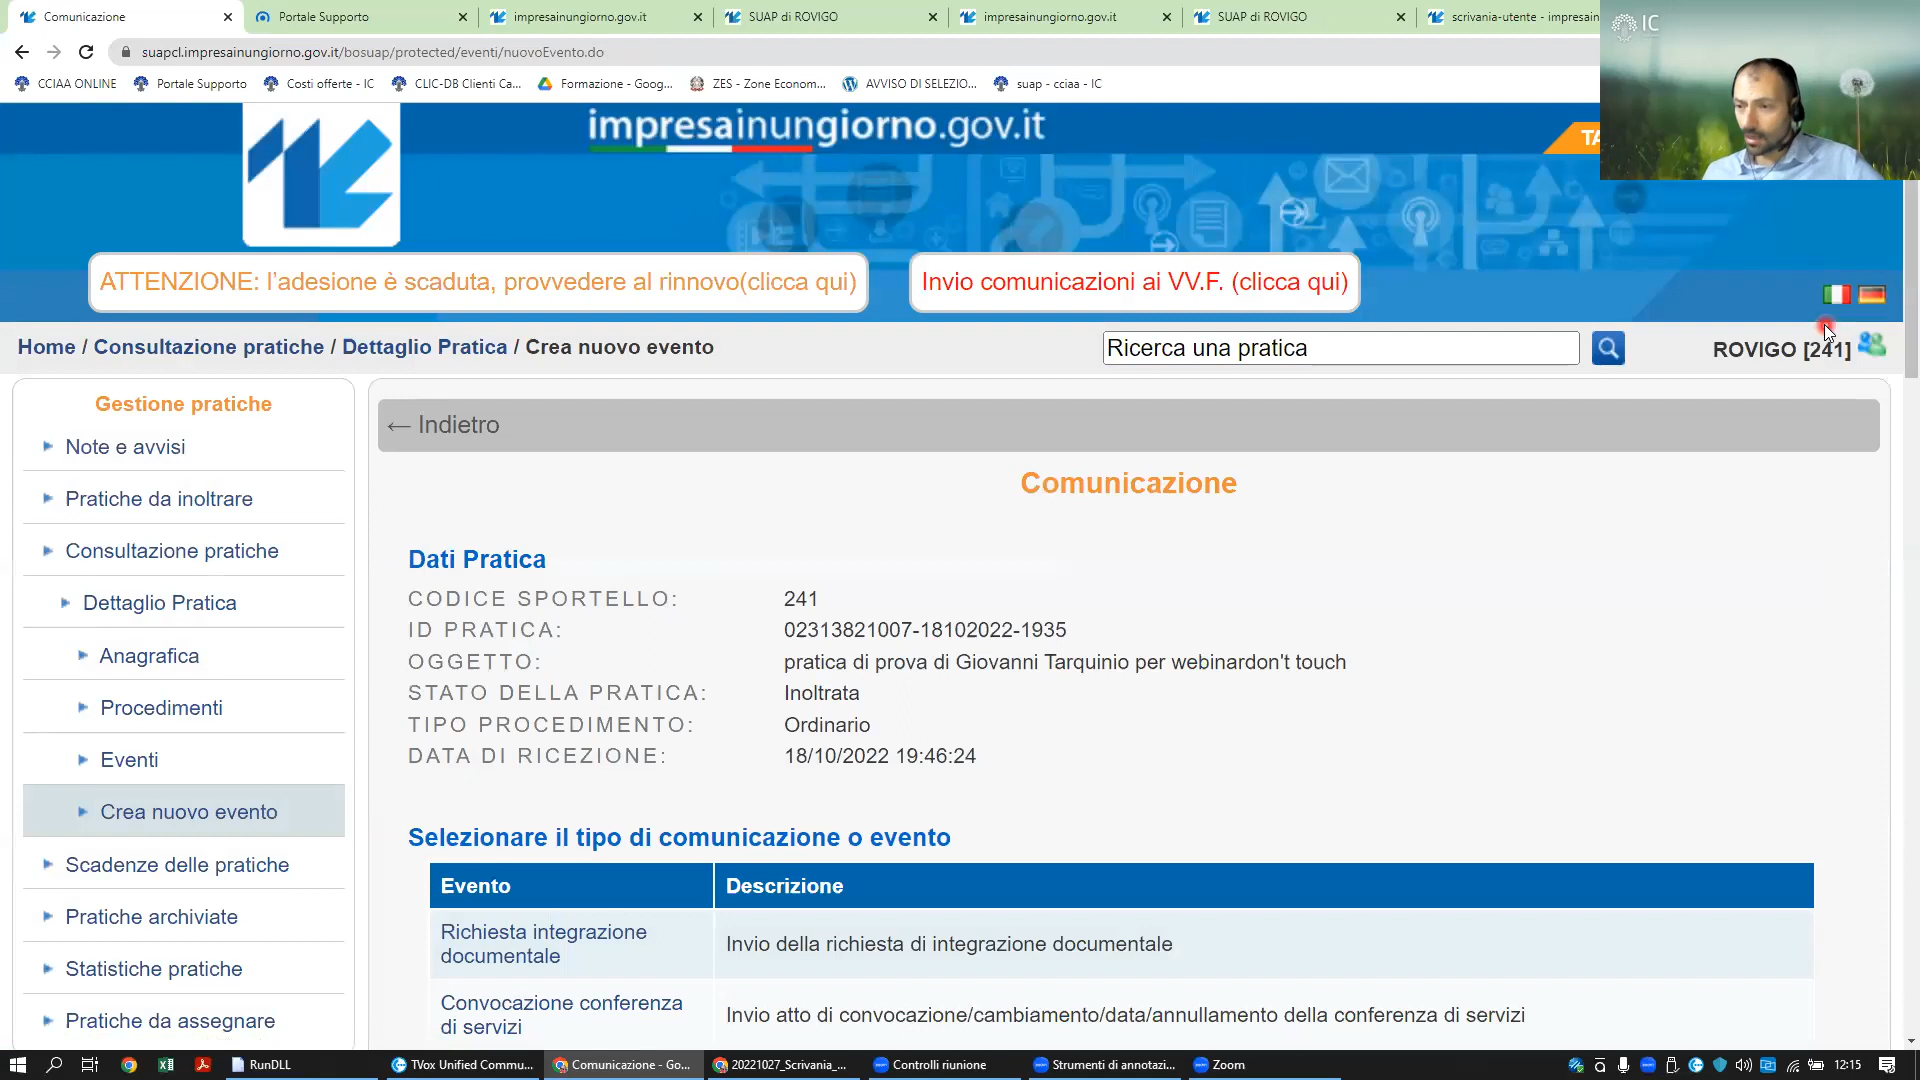 Comunicazione
Portale Supporto
impresainungiorno.gov.it
SUAP di ROVIGO
impresainungiorno.gov.it
SUAP di ROVIGO
scrivania-utente - impresain
suapcl.impresainungiorno.gov.it/bosuap/protected/eventi/nuovoEvento.do
CCIAA ONLINE
Portale Supporto
Costi offerte - IC
CLIC-DB Clienti Ca...
Formazione - Goog...
ZES - Zone Econom...
AVVISO DI SELEZIO...
suap - cciaa - IC
IC
impresainungiorno.gov.it
TA
ATTENZIONE: l'adesione è scaduta, provvedere al rinnovo(clicca qui)
Invio comunicazioni ai VV.F. (clicca qui)
Home / Consultazione pratiche / Dettaglio Pratica / Crea nuovo evento
Ricerca una pratica
ROVIGO [241]
Gestione pratiche
Note e avvisi
Pratiche da inoltrare
Consultazione pratiche
Dettaglio Pratica
Anagrafica
Procedimenti
Eventi
Crea nuovo evento
Scadenze delle pratiche
Pratiche archiviate
Statistiche pratiche
Pratiche da assegnare
← Indietro
Comunicazione
Dati Pratica
CODICE SPORTELLO: 241
ID PRATICA: 02313821007-18102022-1935
OGGETTO: pratica di prova di Giovanni Tarquinio per webinardon't touch
STATO DELLA PRATICA: Inoltrata
TIPO PROCEDIMENTO: Ordinario
DATA DI RICEZIONE: 18/10/2022 19:46:24
Selezionare il tipo di comunicazione o evento
Evento Descrizione
Richiesta integrazione
documentale
Invio della richiesta di integrazione documentale
Convocazione conferenza
di servizi
Invio atto di convocazione/cambiamento/data/annullamento della conferenza di servizi
RunDLL
TVox Unified Commu...
Comunicazione - Go...
20221027_Scrivania_...
Controlli riunione
Strumenti di annotazi...
Zoom
12:15